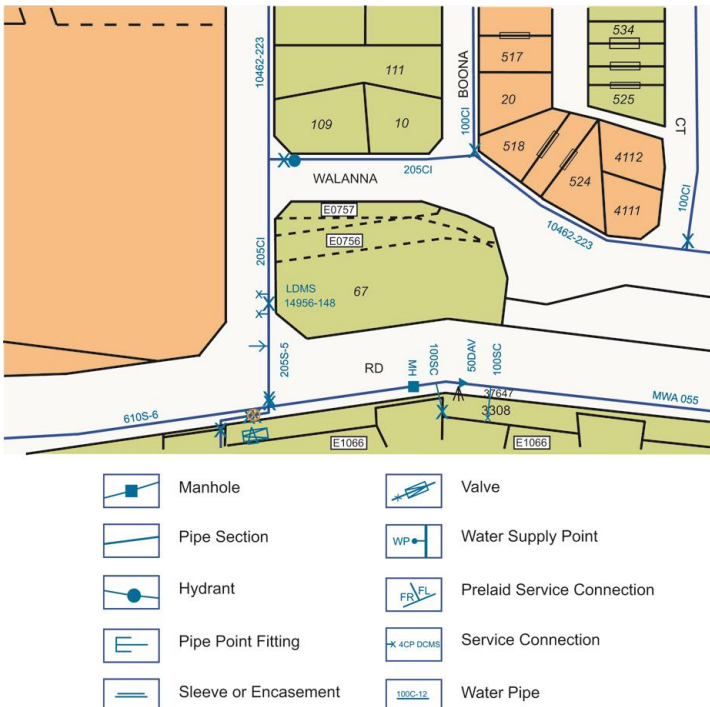 10462-223
111
109
10
BOONA
100CI
517
20
518
524
534
525
CT
4112
4111
100CI
205CI
WALANNA
10462-223
E0757
E0756
205CI
LDMS
14956-148
67
205S-5
RD
MH
100SC
50DAV
100SC
37647
3308
MWA 055
610S-6
E1066
E1066
Manhole
Valve
Pipe Section
WP
Water Supply Point
Hydrant
FR
FL
Prelaid Service Connection
Pipe Point Fitting
4CP DCMS
Service Connection
Sleeve or Encasement
100C-12
Water Pipe